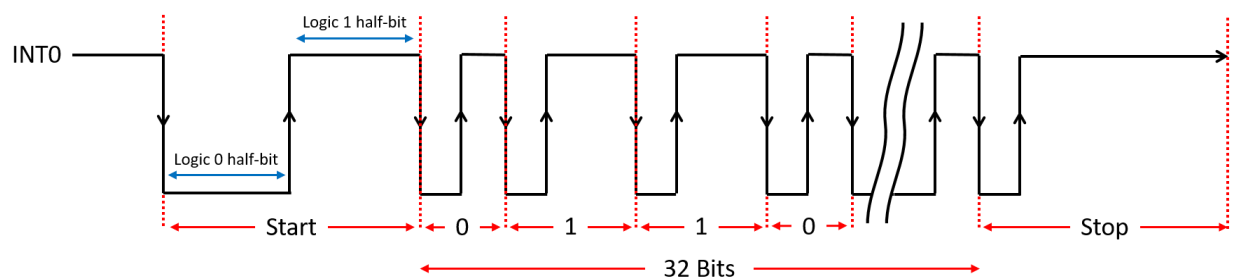 Logic 1 half-bit
INT0
Logic 0 half-bit
Start
0
1
1
0
Stop
32 Bits